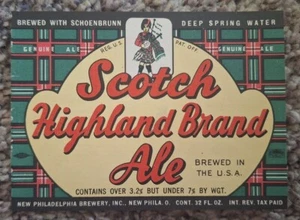 BREWED WITH SCHOENBRUNN DEEP SPRING WATER
GENUINE ALE REG. U.S. PAT. OFF. GENUINE ALE
Scotch
Highland Brand
Ale
BREWED IN
THE U.S.A.
CONTAINS OVER 3.2% BUT UNDER 7% BY WGT.
NEW PHILADELPHIA BREWERY, INC., NEW PHILA. O. CONT. 32 FL. OZ. INT. REV. TAX PAID